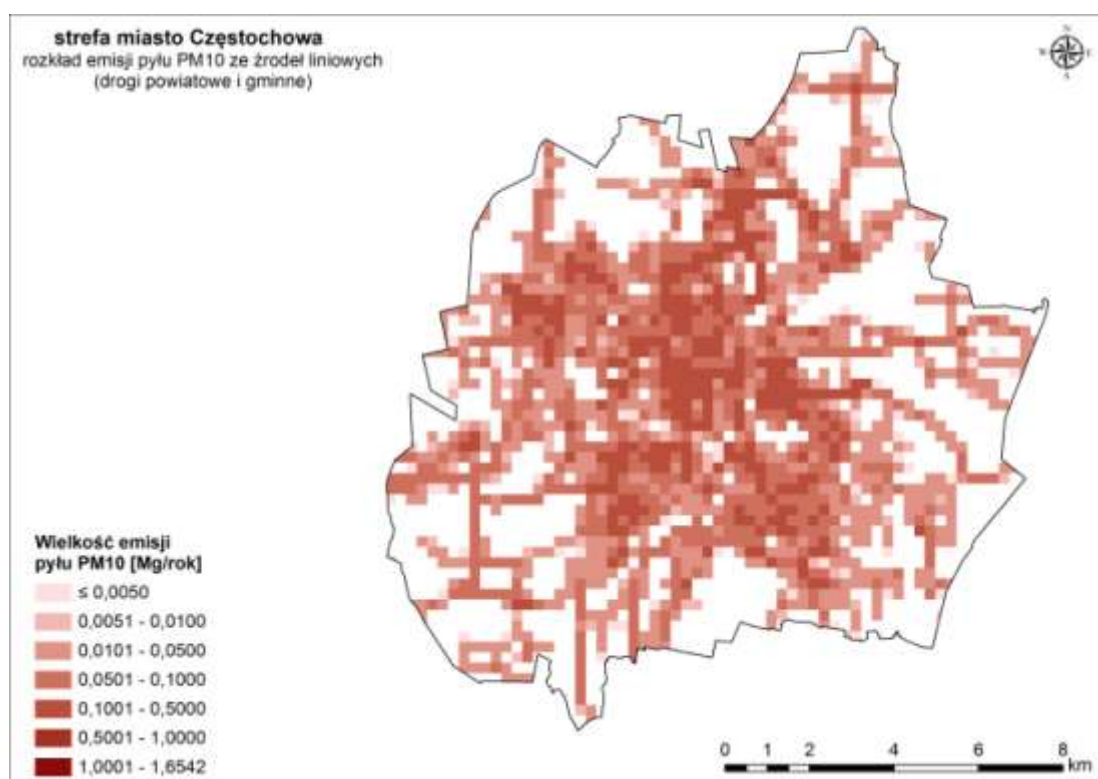 strefa miasto Częstochowa
rozkład emisji pyłu PM10 ze źrodeł liniowych
(drogi powiatowe i gminne)
N
W E
Wielkość emisji
pyłu PM10 [Mg/rok]
≤ 0,0050
0,0051 - 0,0100
0,0101 - 0,0500
0,0501 - 0,1000
0,1001 - 0,5000
0,5001 - 1,0000
1,0001 - 1,6542
0 1 2 4 6 8
km